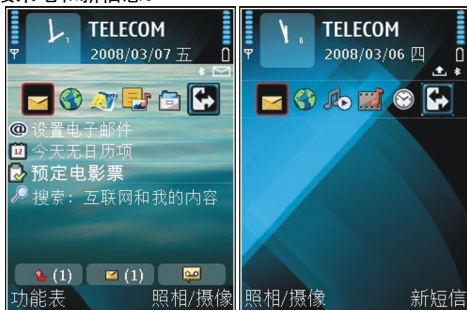 TELECOM
2008/03/07 五
设置电子邮件
12 今天无日历项
预定电影票
搜索：互联网和我的内容
(1) (1)
功能表 照相/摄像
TELECOM
2008/03/06 四
照相/摄像 新短信